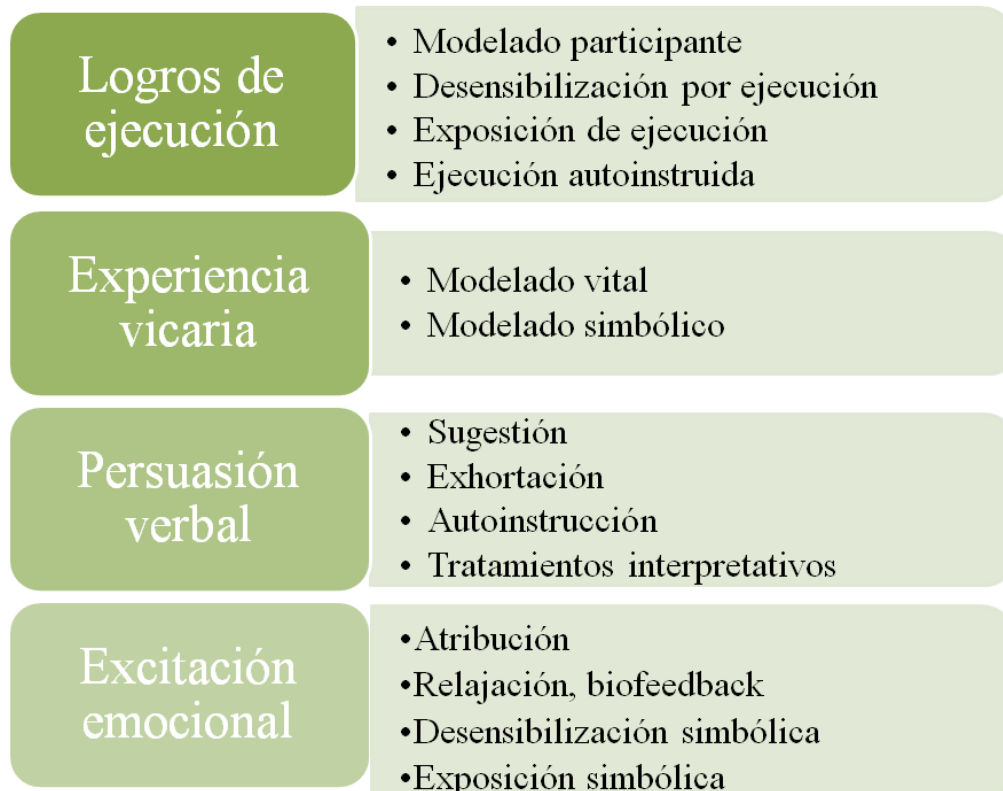 Logros de
ejecución
• Modelado participante
• Desensibilización por ejecución
• Exposición de ejecución
• Ejecución autoinstruida
Experiencia
vicaria
• Modelado vital
• Modelado simbólico
Persuasión
verbal
• Sugestión
• Exhortación
• Autoinstrucción
• Tratamientos interpretativos
Excitación
emocional
•Atribución
•Relajación, biofeedback
•Desensibilización simbólica
•Exposición simbólica